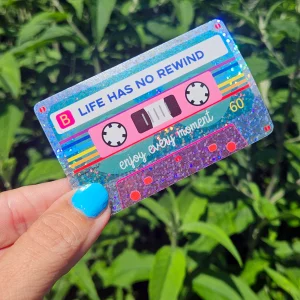 B LIFE HAS NO REWIND
60
enjoy every moment